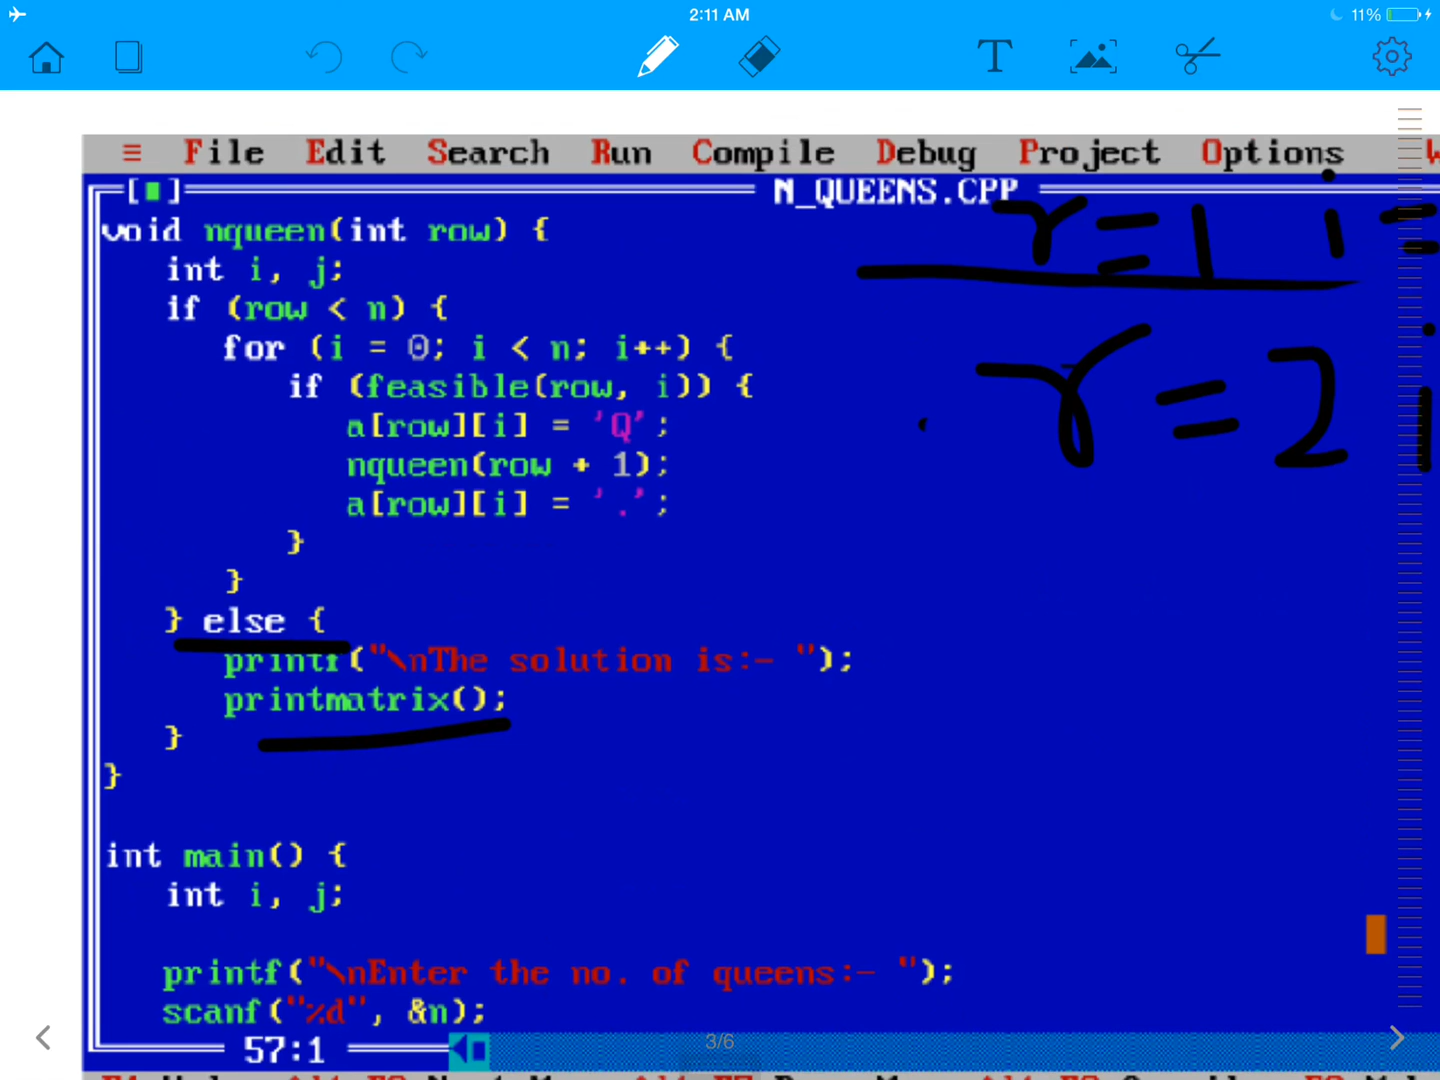 2:11 AM
11%
T
≡ File Edit Search Run Compile Debug Project Options W
N_QUEENS.CPP
void nqueen(int row) {
r=1 i=
int i, j;
if (row < n) {
for (i = 0; i < n; i++) {
r=2 i
if (feasible(row, i)) {
a[row][i] = 'Q';
nqueen(row + 1);
a[row][i] = '.';
}
}
} else {
printf("\nThe solution is:- ");
printmatrix();
}
}
int main() {
int i, j;
printf("\nEnter the no. of queens:- ");
scanf("%d", &n);
57:1
3/6